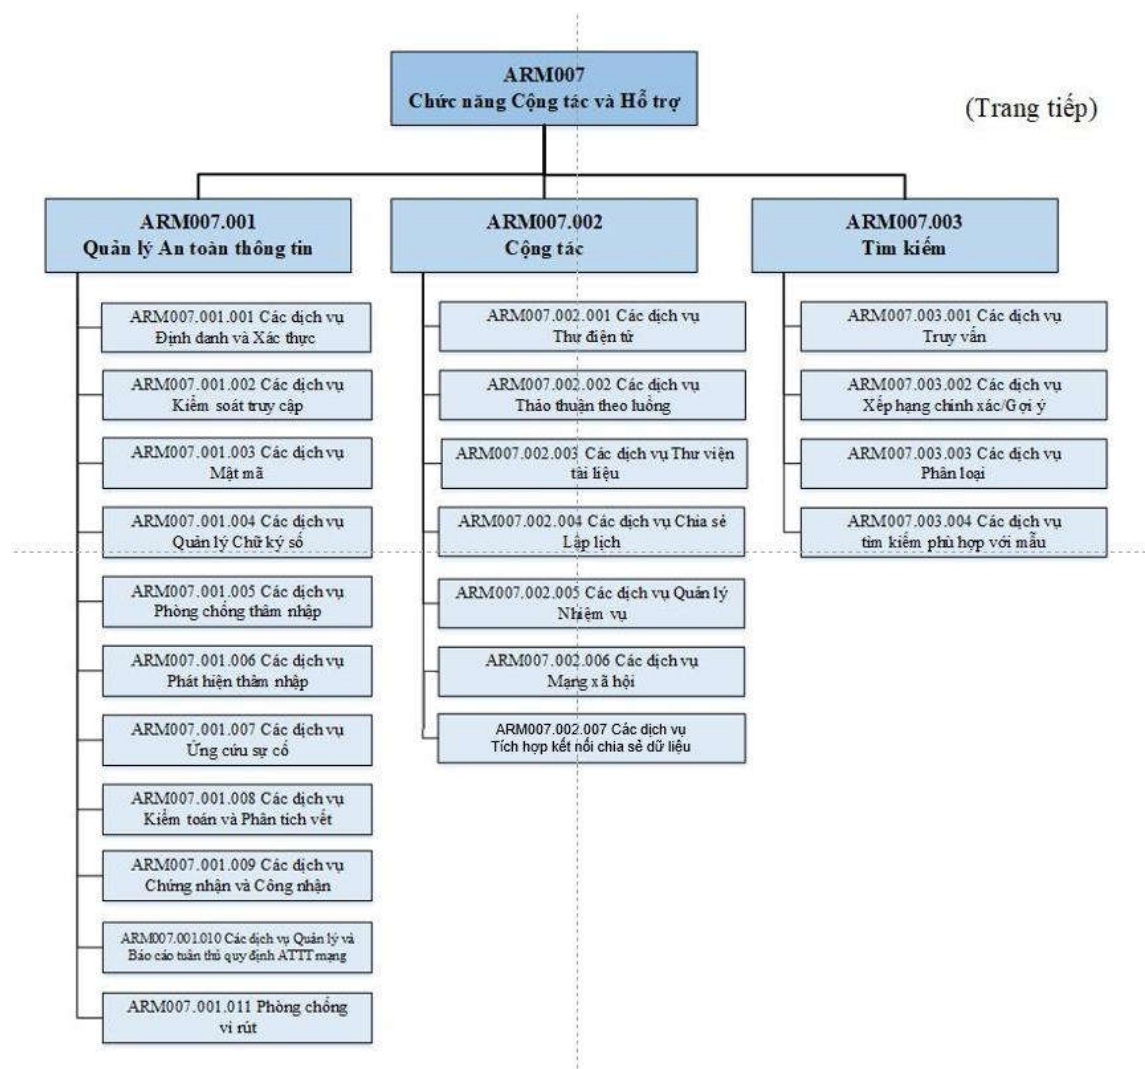 ARM007
Chức năng Cộng tác và Hỗ trợ
(Trang tiếp)
ARM007.001
Quản lý An toàn thông tin
ARM007.001.001 Các dịch vụ
Định danh và Xác thực
ARM007.001.002 Các dịch vụ
Kiểm soát truy cập
ARM007.001.003 Các dịch vụ
Mật mã
ARM007.001.004 Các dịch vụ
Quản lý Chữ ký số
ARM007.001.005 Các dịch vụ
Phòng chống thâm nhập
ARM007.001.006 Các dịch vụ
Phát hiện thâm nhập
ARM007.001.007 Các dịch vụ
Ứng cứu sự cố
ARM007.001.008 Các dịch vụ
Kiểm toán và Phân tích vết
ARM007.001.009 Các dịch vụ
Chứng nhận và Công nhận
ARM007.001.010 Các dịch vụ Quản lý và
Báo cáo tuân thủ quy định ATTT mạng
ARM007.001.011 Phòng chống
vi rút
ARM007.002
Cộng tác
ARM007.002.001 Các dịch vụ
Thư điện tử
ARM007.002.002 Các dịch vụ
Thảo thuận theo luồng
ARM007.002.003 Các dịch vụ Thư viện
tài liệu
ARM007.002.004 Các dịch vụ Chia sẻ
Lập lịch
ARM007.002.005 Các dịch vụ Quản lý
Nhiệm vụ
ARM007.002.006 Các dịch vụ
Mạng xã hội
ARM007.002.007 Các dịch vụ
Tích hợp kết nối chia sẻ dữ liệu
ARM007.003
Tìm kiếm
ARM007.003.001 Các dịch vụ
Truy vấn
ARM007.003.002 Các dịch vụ
Xếp hạng chính xác/Gợi ý
ARM007.003.003 Các dịch vụ
Phân loại
ARM007.003.004 Các dịch vụ
tìm kiếm phù hợp với mẫu